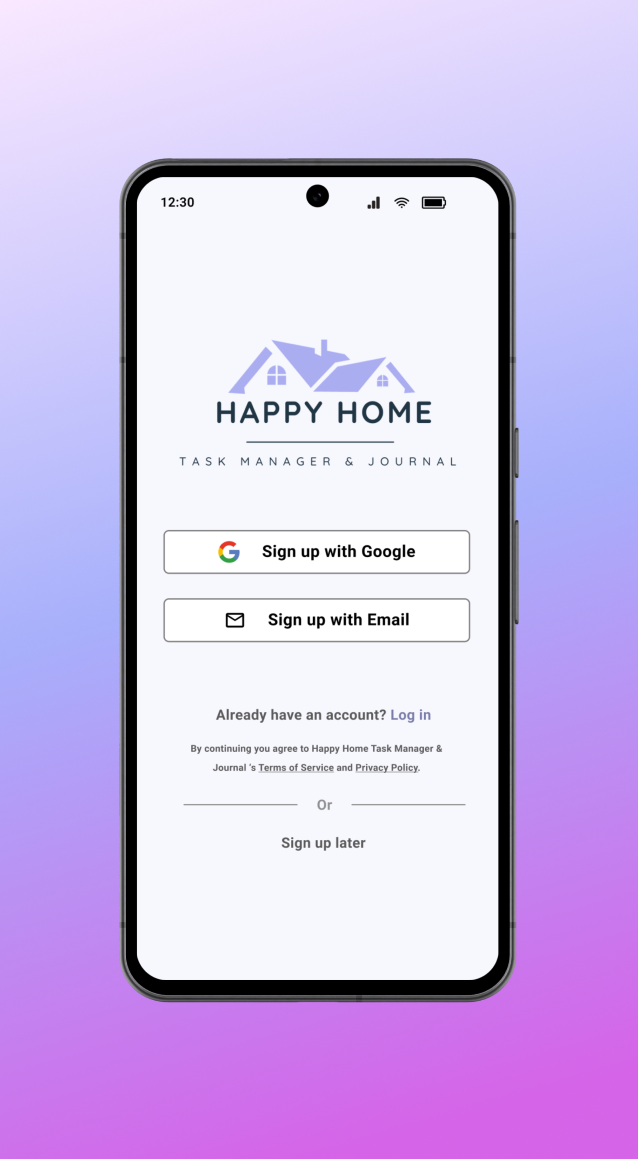 12:30
HAPPY HOME
TASK MANAGER & JOURNAL
Sign up with Google
Sign up with Email
Already have an account? Log in
By continuing you agree to Happy Home Task Manager &
Journal 's Terms of Service and Privacy Policy.
Or
Sign up later